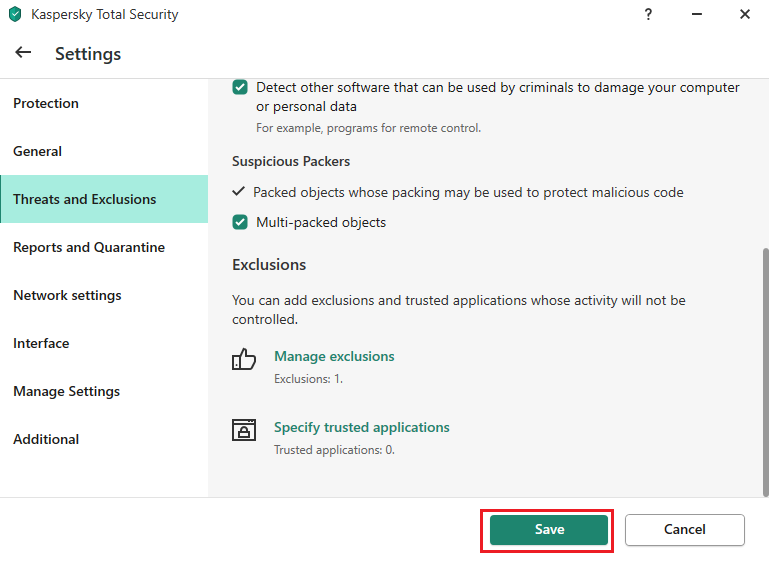 Kaspersky Total Security
?
Settings
Protection
General
Threats and Exclusions
Reports and Quarantine
Network settings
Interface
Manage Settings
Additional
Detect other software that can be used by criminals to damage your computer
or personal data
For example, programs for remote control.
Suspicious Packers
Packed objects whose packing may be used to protect malicious code
Multi-packed objects
Exclusions
You can add exclusions and trusted applications whose activity will not be
controlled.
Manage exclusions
Exclusions: 1.
Specify trusted applications
Trusted applications: 0.
Save
Cancel